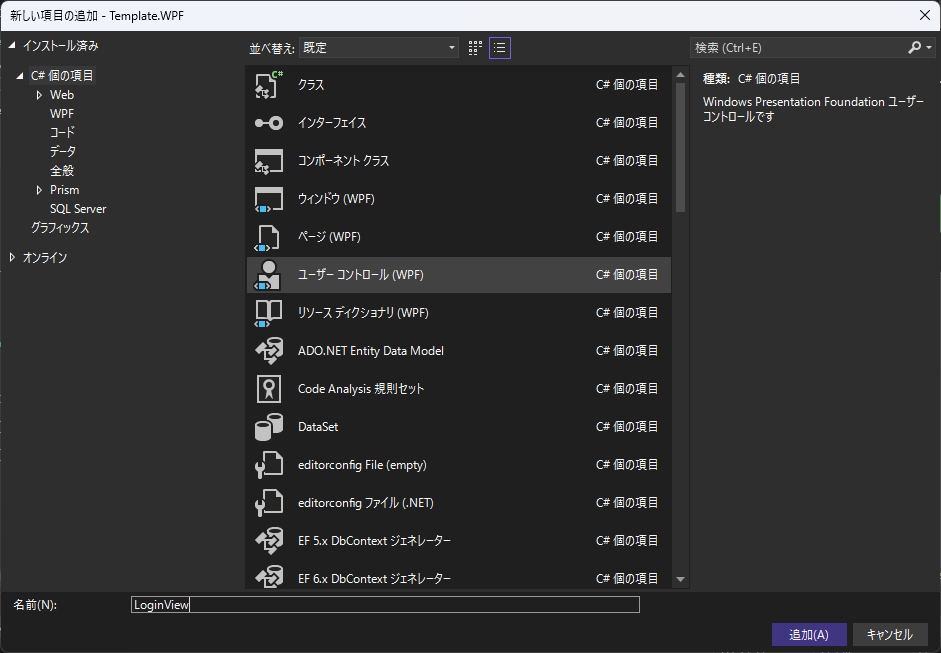 新しい項目の追加 - Template.WPF
インストール済み
C# 個の項目
Web
WPF
コード
データ
全般
Prism
SQL Server
グラフィックス
オンライン
並べ替え: 既定
クラス C# 個の項目
インターフェイス C# 個の項目
コンポーネント クラス C# 個の項目
ウィンドウ (WPF) C# 個の項目
ページ (WPF) C# 個の項目
ユーザー コントロール (WPF) C# 個の項目
リソース ディクショナリ (WPF) C# 個の項目
ADO.NET Entity Data Model C# 個の項目
Code Analysis 規則セット C# 個の項目
DataSet C# 個の項目
editorconfig File (empty) C# 個の項目
editorconfig ファイル (.NET) C# 個の項目
EF 5.x DbContext ジェネレーター C# 個の項目
EF 6.x DbContext ジェネレーター C# 個の項目
検索 (Ctrl+E)
種類: C# 個の項目
Windows Presentation Foundation ユーザー
コントロールです
名前(N): LoginView
追加(A) キャンセル